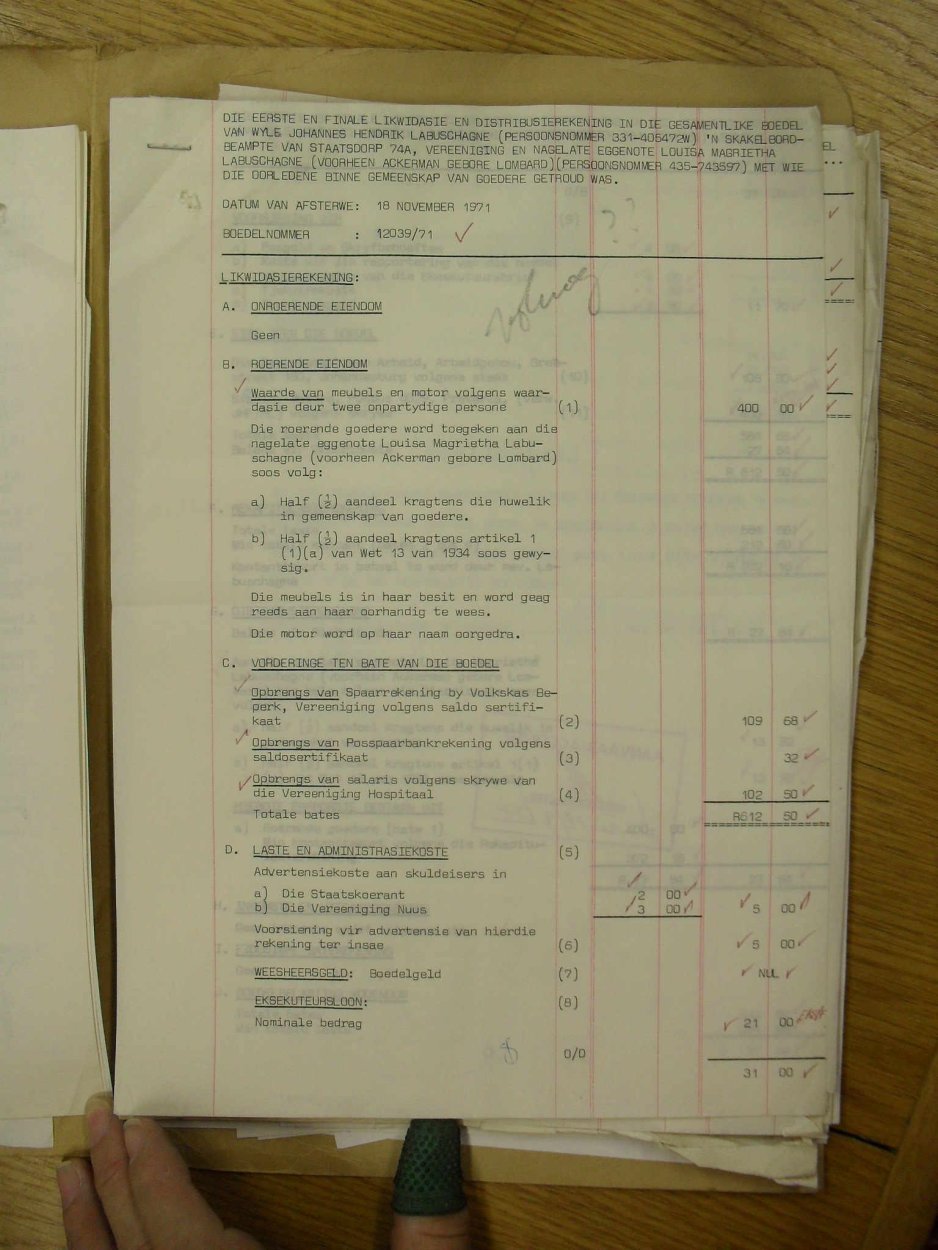 DIE EERSTE EN FINALE LIKWIDASIE EN DISTRIBUSIEREKENING IN DIE GESAMENTLIKE BOEDEL
VAN WYLE JOHANNES HENDRIK LABUSCHAGNE (PERSOONSNOMMER 331-405472W) 'N SKAKELBORD-
BEAMPTE VAN STAATSDORP 74A, VEREENIGING EN NAGELATE EGGENOTE LOUISA MAGRIETHA
LABUSCHAGNE (VOORHEEN ACKERMAN GEBORE LOMBARD)(PERSOONSNOMMER 435-743597) MET WIE
DIE OORLEDENE BINNE GEMEENSKAP VAN GOEDERE GETROUD WAS.
DATUM VAN AFSTERWE: 18 NOVEMBER 1971
??
BOEDELNOMMER : 12039/71
LIKWIDASIEREKENING:
A. ONROERENDE EIENDOM
Geen
B. ROERENDE EIENDOM
Waarde van meubels en motor volgens waar-
dasie deur twee onpartydige persone (1) 400 00
Die roerende goedere word toegeken aan die
nagelate eggenote Louisa Magrietha Labu-
schagne (voorheen Ackerman gebore Lombard)
soos volg:
a) Half (½) aandeel kragtens die huwelik
in gemeenskap van goedere.
b) Half (½) aandeel kragtens artikel 1
(1)(a) van Wet 13 van 1934 soos gewy-
sig.
Die meubels is in haar besit en word geag
reeds aan haar oorhandig te wees.
Die motor word op haar naam oorgedra.
C. VORDERINGE TEN BATE VAN DIE BOEDEL
Opbrengs van Spaarrekening by Volkskas Be-
perk, Vereeniging volgens saldo sertifi-
kaat (2) 109 68
Opbrengs van Posspaarbankrekening volgens
saldosertifikaat (3) 32
Opbrengs van salaris volgens skrywe van
die Vereeniging Hospitaal (4) 102 50
Totale bates R612 50
D. LASTE EN ADMINISTRASIEKOSTE (5)
Advertensiekoste aan skuldeisers in
a) Die Staatskoerant 2 00
b) Die Vereeniging Nuus 3 00 5 00
Voorsiening vir advertensie van hierdie
rekening ter insae (6) 5 00
WEESHEERSGELD: Boedelgeld (7) NUL
EKSEKUTEURSLOON: (8)
Nominale bedrag 21 00
0/0
31 00